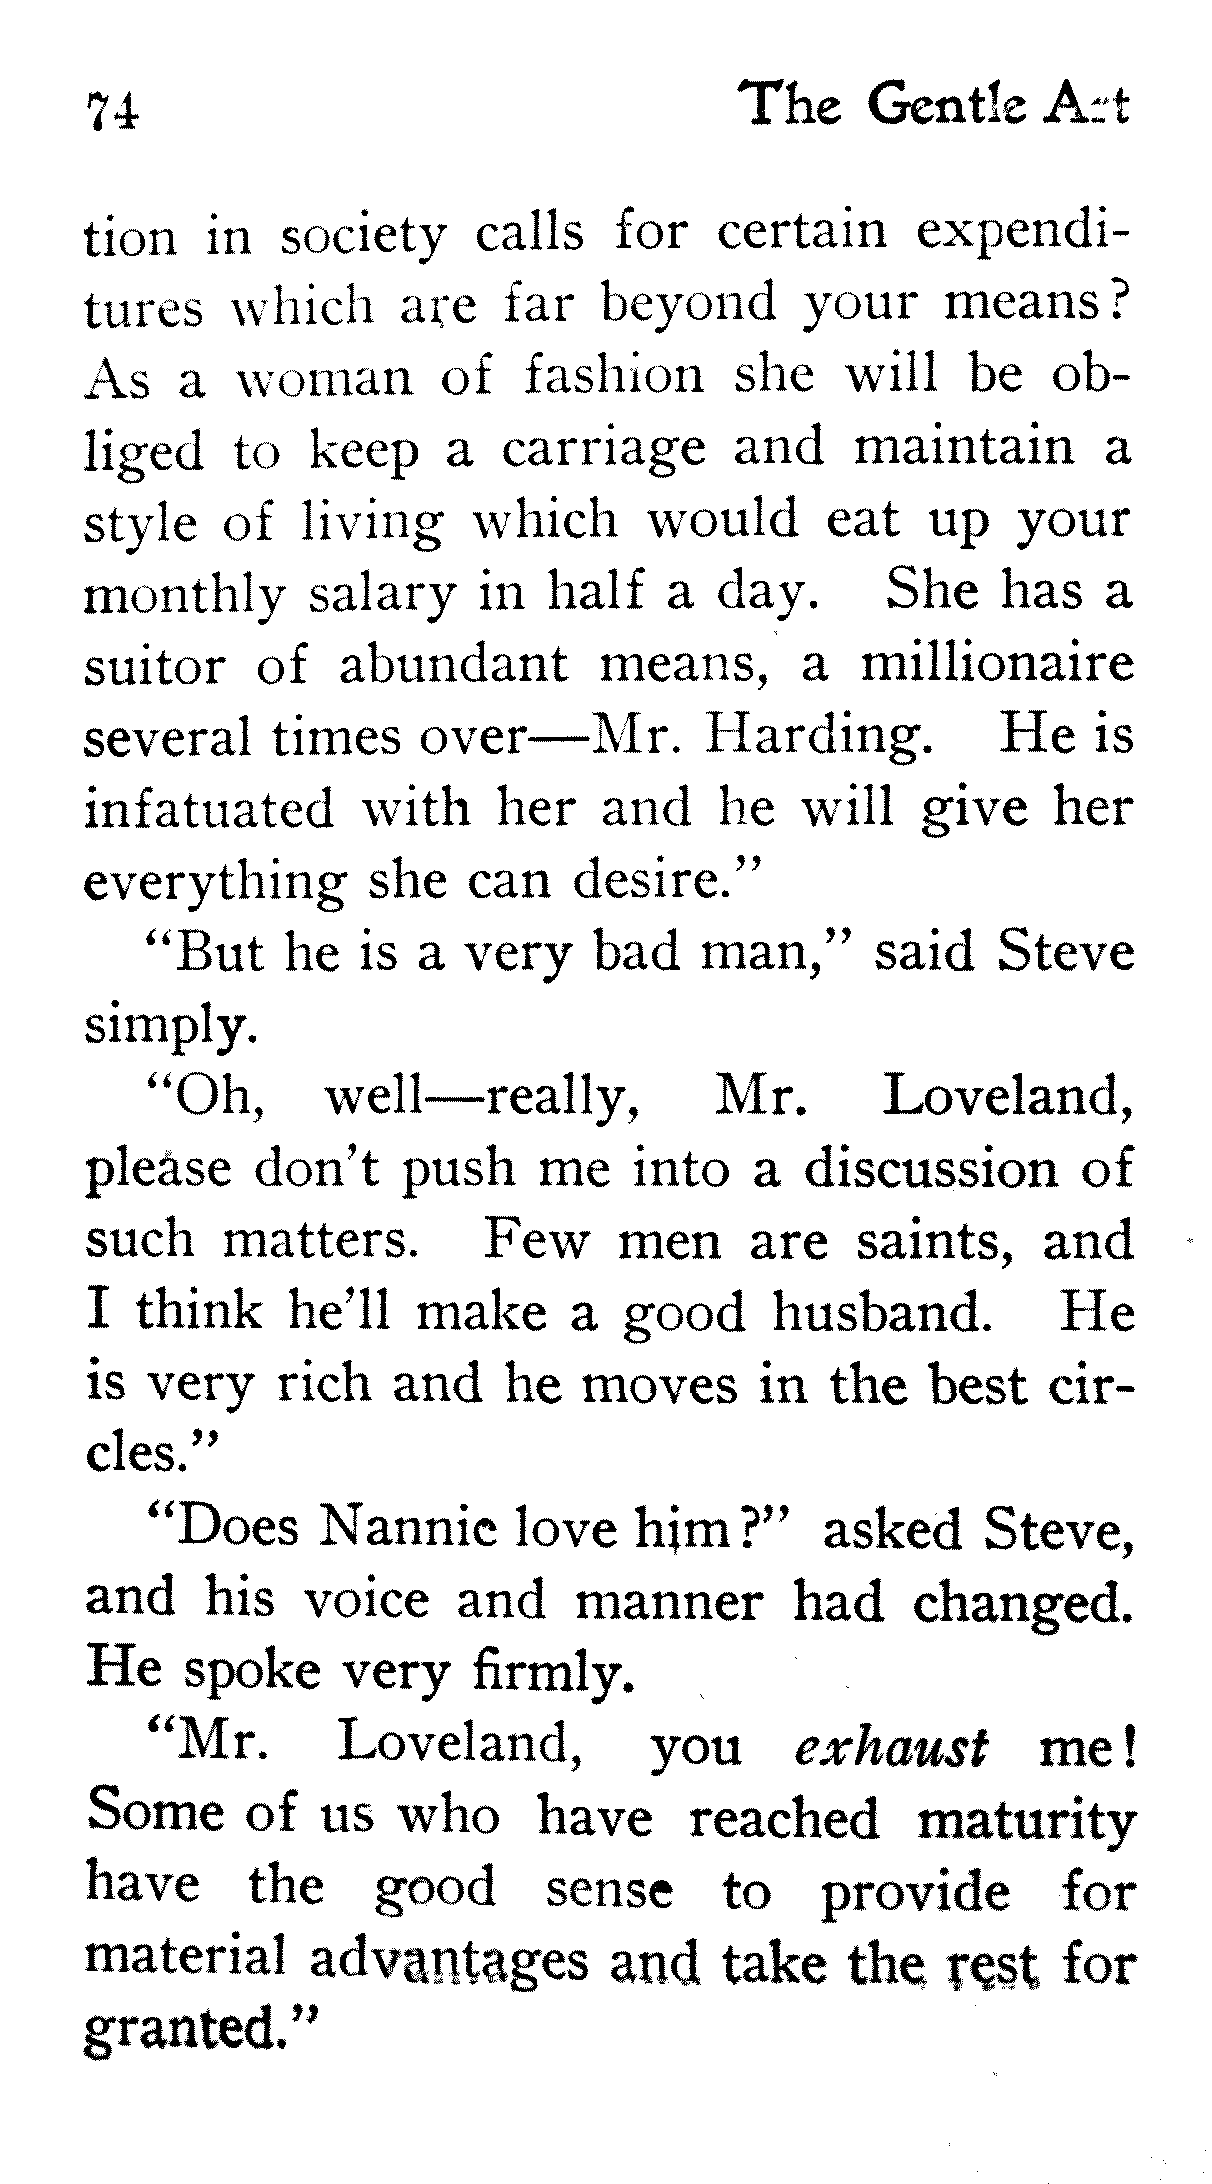 74 The Gentle Art
tion in society calls for certain expendi-
tures which are far beyond your means?
As a woman of fashion she will be ob-
liged to keep a carriage and maintain a
style of living which would eat up your
monthly salary in half a day. She has a
suitor of abundant means, a millionaire
several times over—Mr. Harding. He is
infatuated with her and he will give her
everything she can desire."
"But he is a very bad man," said Steve
simply.
"Oh, well—really, Mr. Loveland,
please don't push me into a discussion of
such matters. Few men are saints, and
I think he'll make a good husband. He
is very rich and he moves in the best cir-
cles."
"Does Nannie love him?" asked Steve,
and his voice and manner had changed.
He spoke very firmly.
"Mr. Loveland, you exhaust me!
Some of us who have reached maturity
have the good sense to provide for
material advantages and take the rest for
granted."